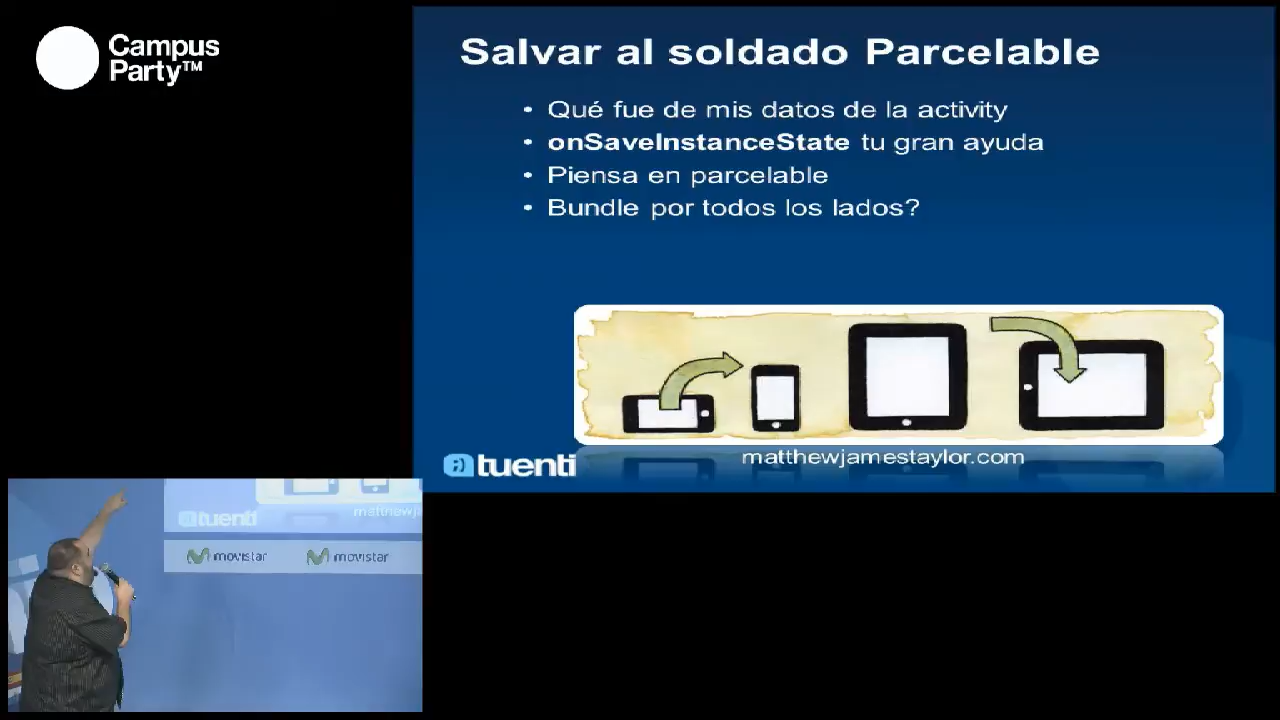 Campus
Party™
Salvar al soldado Parcelable
• Qué fue de mis datos de la activity
• onSaveInstanceState tu gran ayuda
• Piensa en parcelable
• Bundle por todos los lados?
matthewjamestaylor.com
tuenti
tuenti
matthewj
movistar movistar